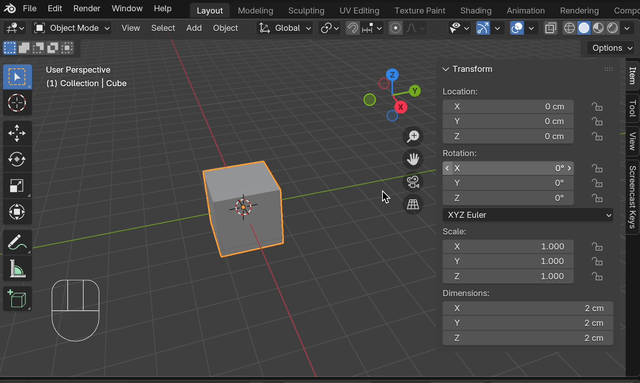 File Edit Render Window Help Layout Modeling Sculpting UV Editing Texture Paint Shading Animation Rendering
Object Mode View Select Add Object Global
Options
User Perspective
(1) Collection | Cube
Z
Y
X
Transform
Location:
X 0 cm
Y 0 cm
Z 0 cm
Rotation:
X 0°
Y 0°
Z 0°
XYZ Euler
Scale:
X 1.000
Y 1.000
Z 1.000
Dimensions:
X 2 cm
Y 2 cm
Z 2 cm
Item
Tool
View
Screencast Keys